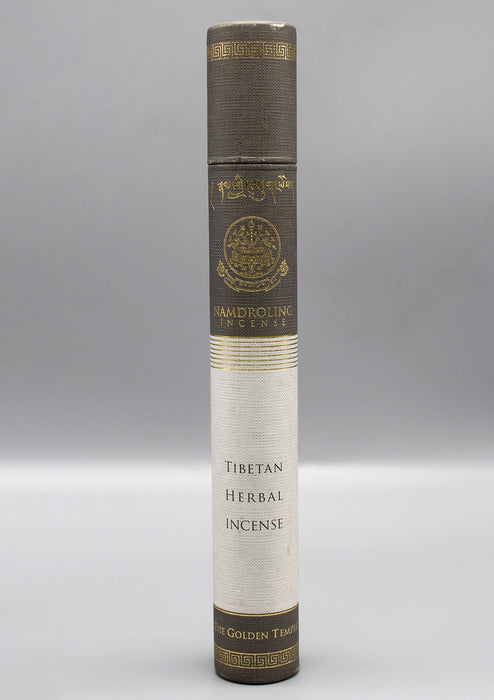 NAMDROLING
INCENSE
TIBETAN
HERBAL
INCENSE
THE GOLDEN TEMPLE